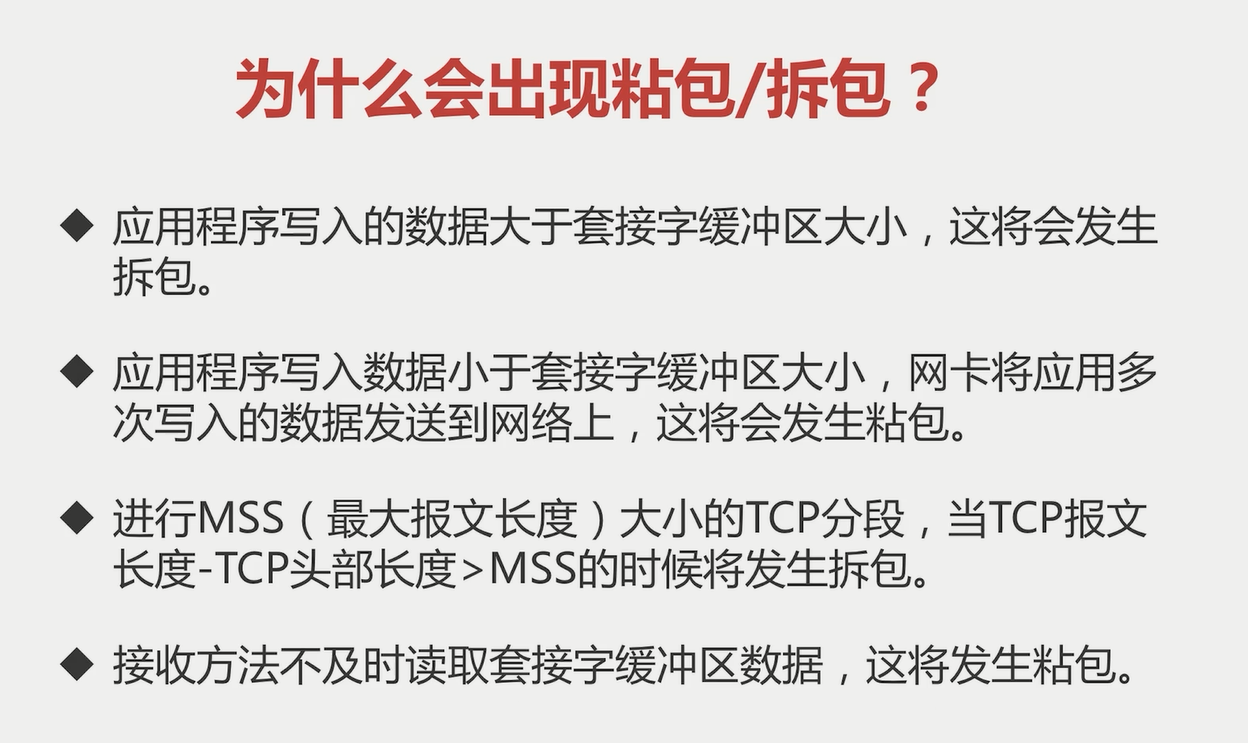 为什么会出现粘包/拆包？
◆ 应用程序写入的数据大于套接字缓冲区大小，这将会发生
拆包。
◆ 应用程序写入数据小于套接字缓冲区大小，网卡将应用多
次写入的数据发送到网络上，这将会发生粘包。
◆ 进行MSS（最大报文长度）大小的TCP分段，当TCP报文
长度-TCP头部长度>MSS的时候将发生拆包。
◆ 接收方法不及时读取套接字缓冲区数据，这将发生粘包。